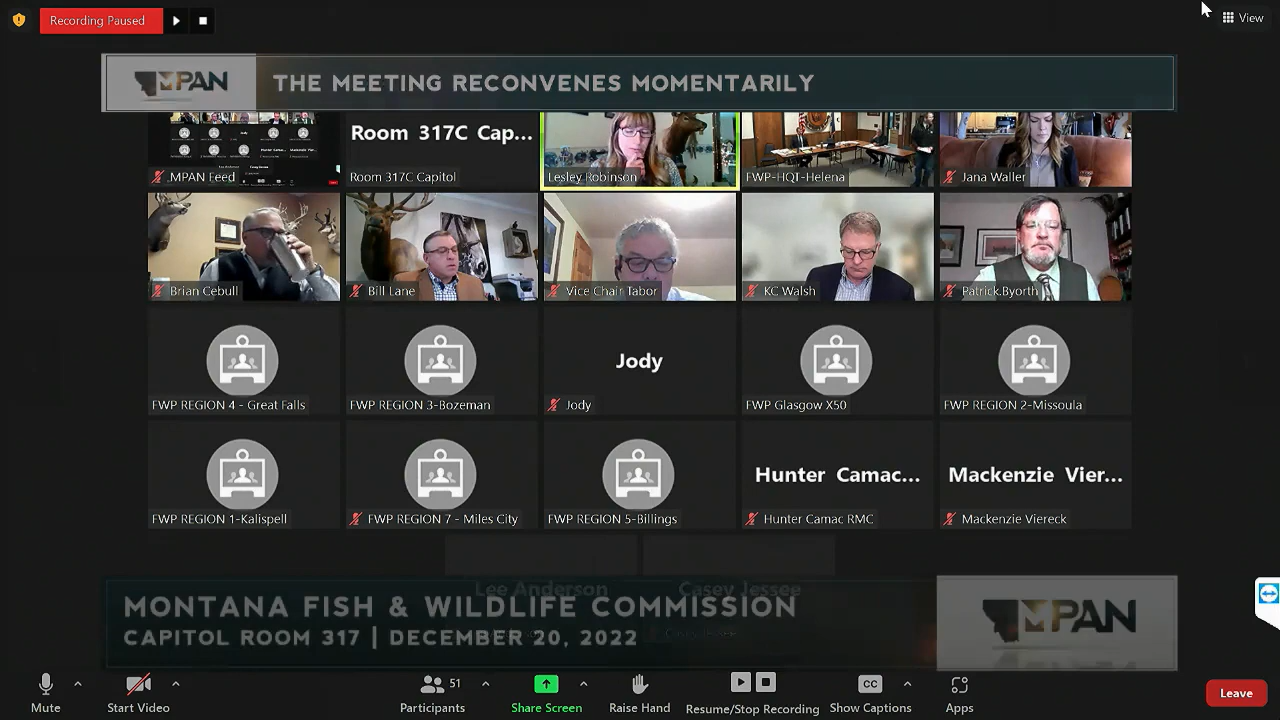 Recording Paused
View
MPAN
THE MEETING RECONVENES MOMENTARILY
MPAN Feed
Room 317C Cap...
Room 317C Capitol
Lesley Robinson
FWP-HQT-Helena
Jana Waller
Brian Cebull
Bill Lane
Vice Chair Tabor
KC Walsh
Patrick.Byorth
FWP REGION 4 - Great Falls
FWP REGION 3-Bozeman
Jody
Jody
FWP Glasgow X50
FWP REGION 2-Missoula
FWP REGION 1-Kalispell
FWP REGION 7 - Miles City
FWP REGION 5-Billings
Hunter Camac...
Hunter Camac RMC
Mackenzie Vier...
Mackenzie Viereck
Lee Anderson
Casey Jessee
MONTANA FISH & WILDLIFE COMMISSION
CAPITOL ROOM 317 | DECEMBER 20, 2022
MPAN
Mute
Start Video
51
Participants
Share Screen
Raise Hand
Resume/Stop Recording
CC
Show Captions
Apps
Leave